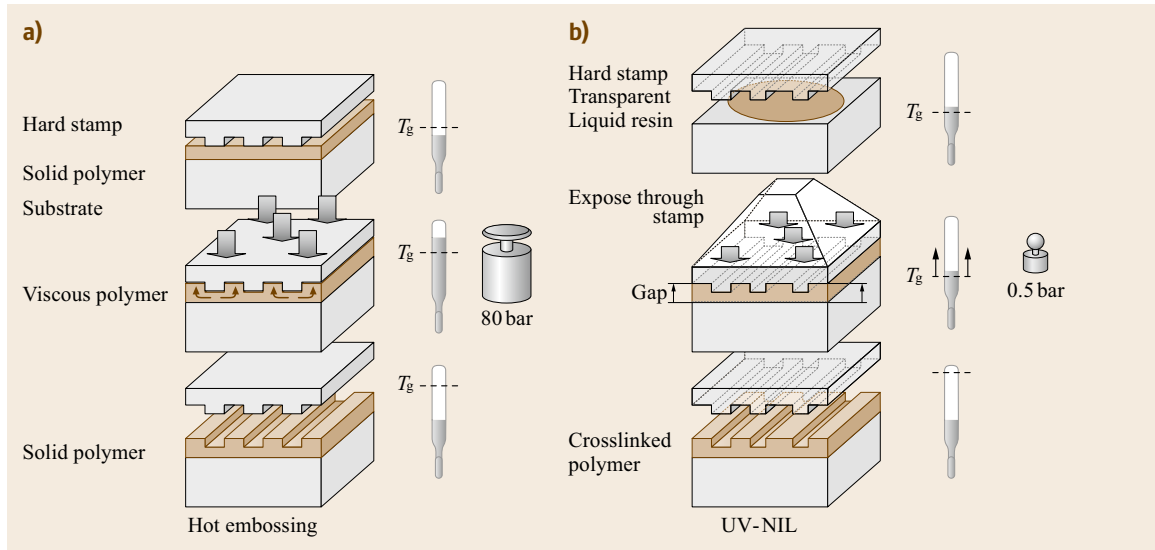 a)
Hard stamp
Solid polymer
Substrate
Viscous polymer
Solid polymer
Tg
Tg
80 bar
Tg
Hot embossing
b)
Hard stamp
Transparent
Liquid resin
Tg
Expose through
stamp
Gap
Tg
0.5 bar
Crosslinked
polymer
UV-NIL